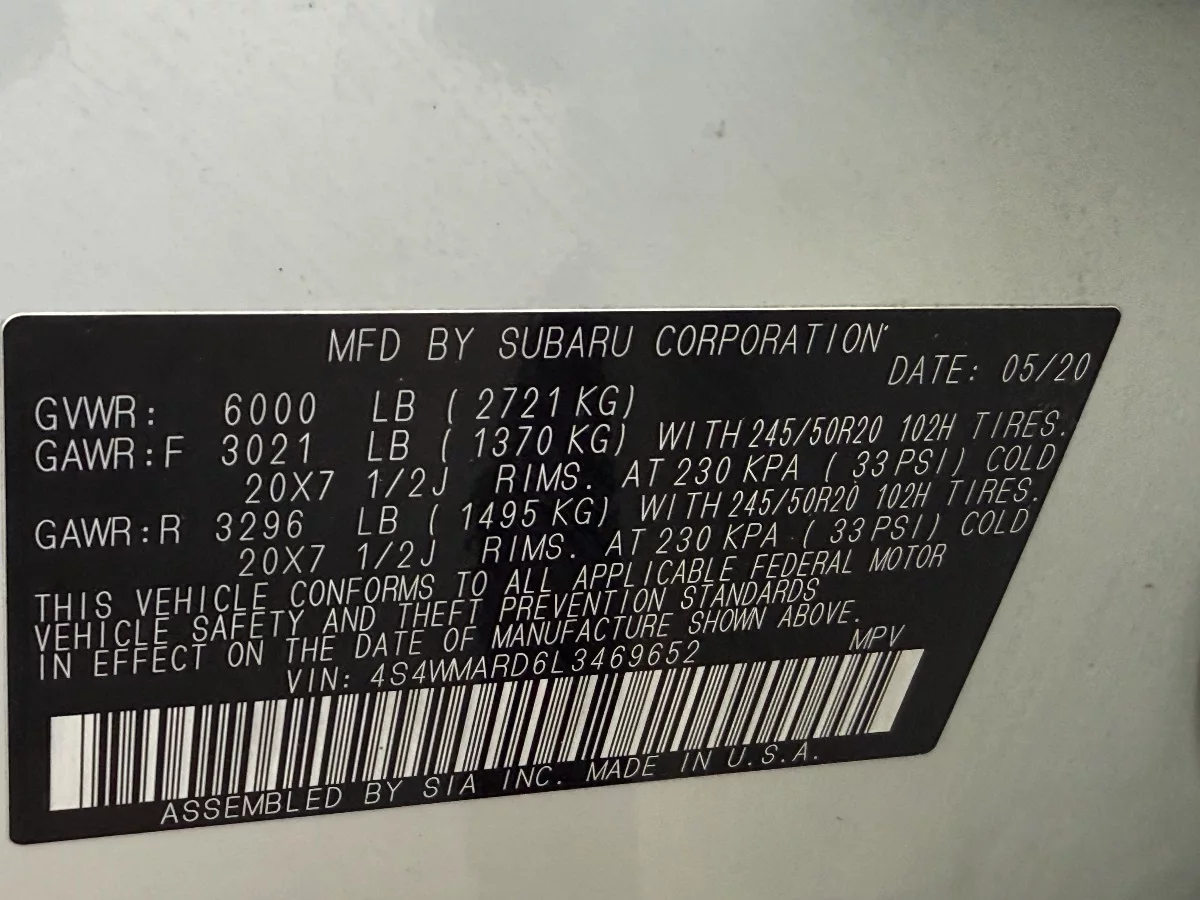 MFD BY SUBARU CORPORATION
DATE: 05/20
GVWR: 6000 LB ( 2721 KG)
GAWR:F 3021 LB ( 1370 KG) WITH 245/50R20 102H TIRES.
20X7 1/2J RIMS. AT 230 KPA ( 33 PSI) COLD
GAWR:R 3296 LB ( 1495 KG) WITH 245/50R20 102H TIRES.
20X7 1/2J RIMS. AT 230 KPA ( 33 PSI) COLD
THIS VEHICLE CONFORMS TO ALL APPLICABLE FEDERAL MOTOR
VEHICLE SAFETY AND THEFT PREVENTION STANDARDS
IN EFFECT ON THE DATE OF MANUFACTURE SHOWN ABOVE.
VIN: 4S4WMARD6L3469652 MPV
ASSEMBLED BY SIA INC. MADE IN U.S.A.